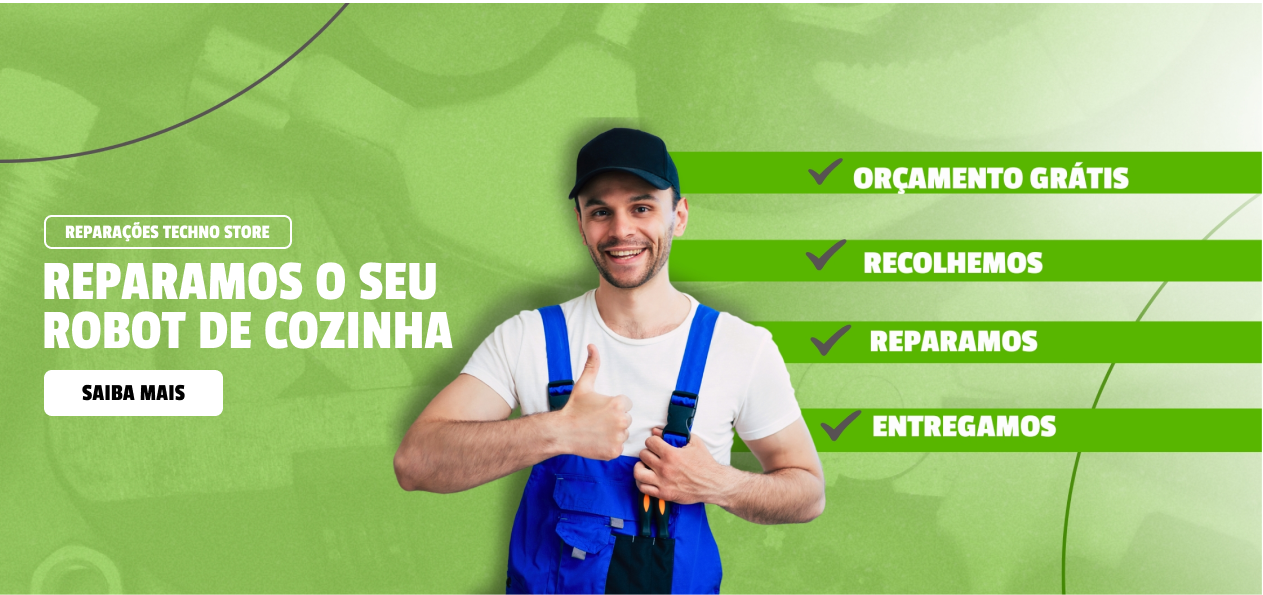 REPARAÇÕES TECHNO STORE
REPARAMOS O SEU
ROBOT DE COZINHA
SAIBA MAIS
ORÇAMENTO GRÁTIS
RECOLHEMOS
REPARAMOS
ENTREGAMOS